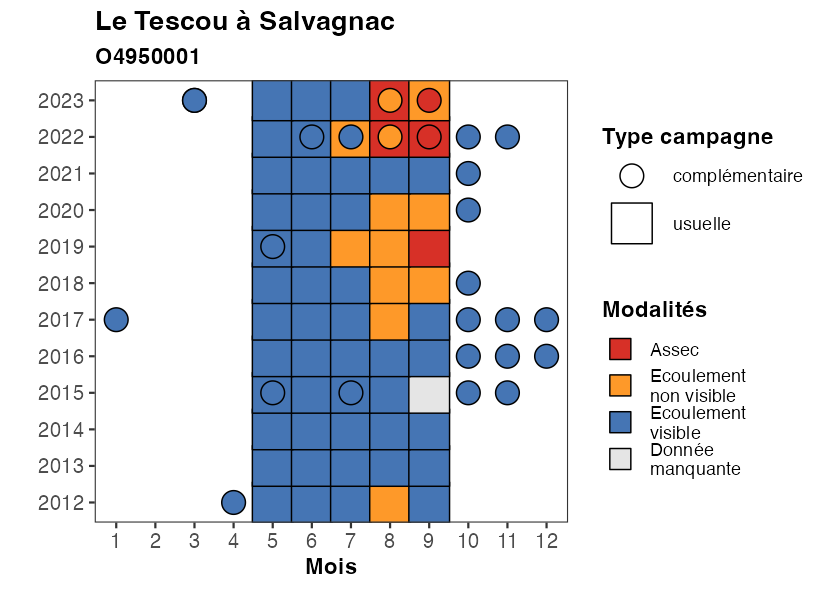 Le Tescou à Salvagnac
O4950001
2023
2022
2021
2020
2019
2018
2017
2016
2015
2014
2013
2012
1 2 3 4 5 6 7 8 9 10 11 12
Mois
Type campagne
complémentaire
usuelle
Modalités
Assec
Ecoulement
non visible
Ecoulement
visible
Donnée
manquante